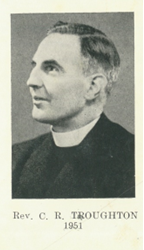 Rev. C. R. TROUGHTON
1951